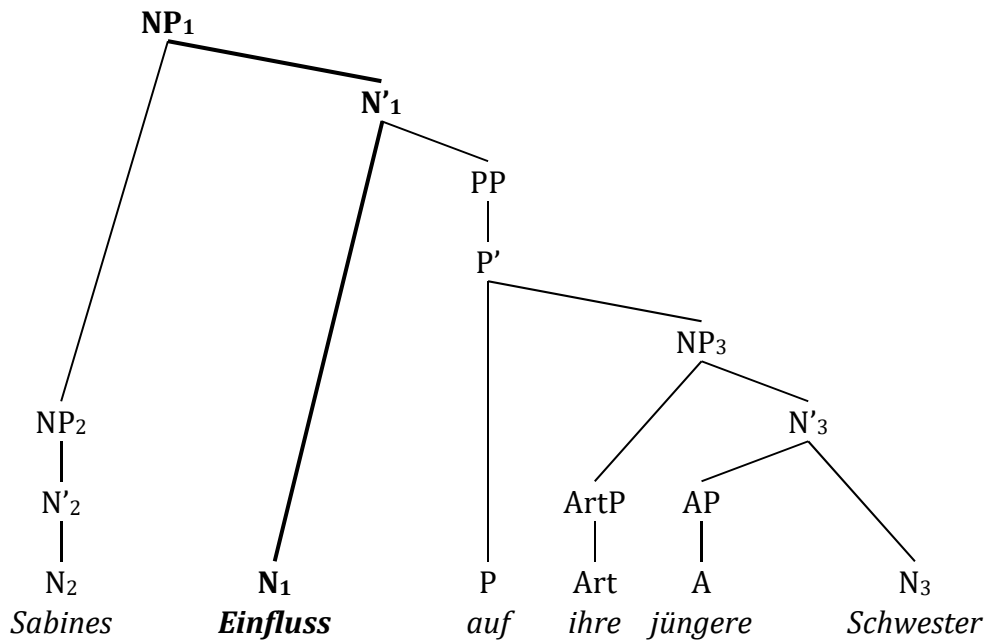 NP₁
N’₁
PP
P’
NP₃
NP₂ N’₃
N’₂ ArtP AP
N₂ N₁ P Art A N₃
Sabines Einfluss auf ihre jüngere Schwester